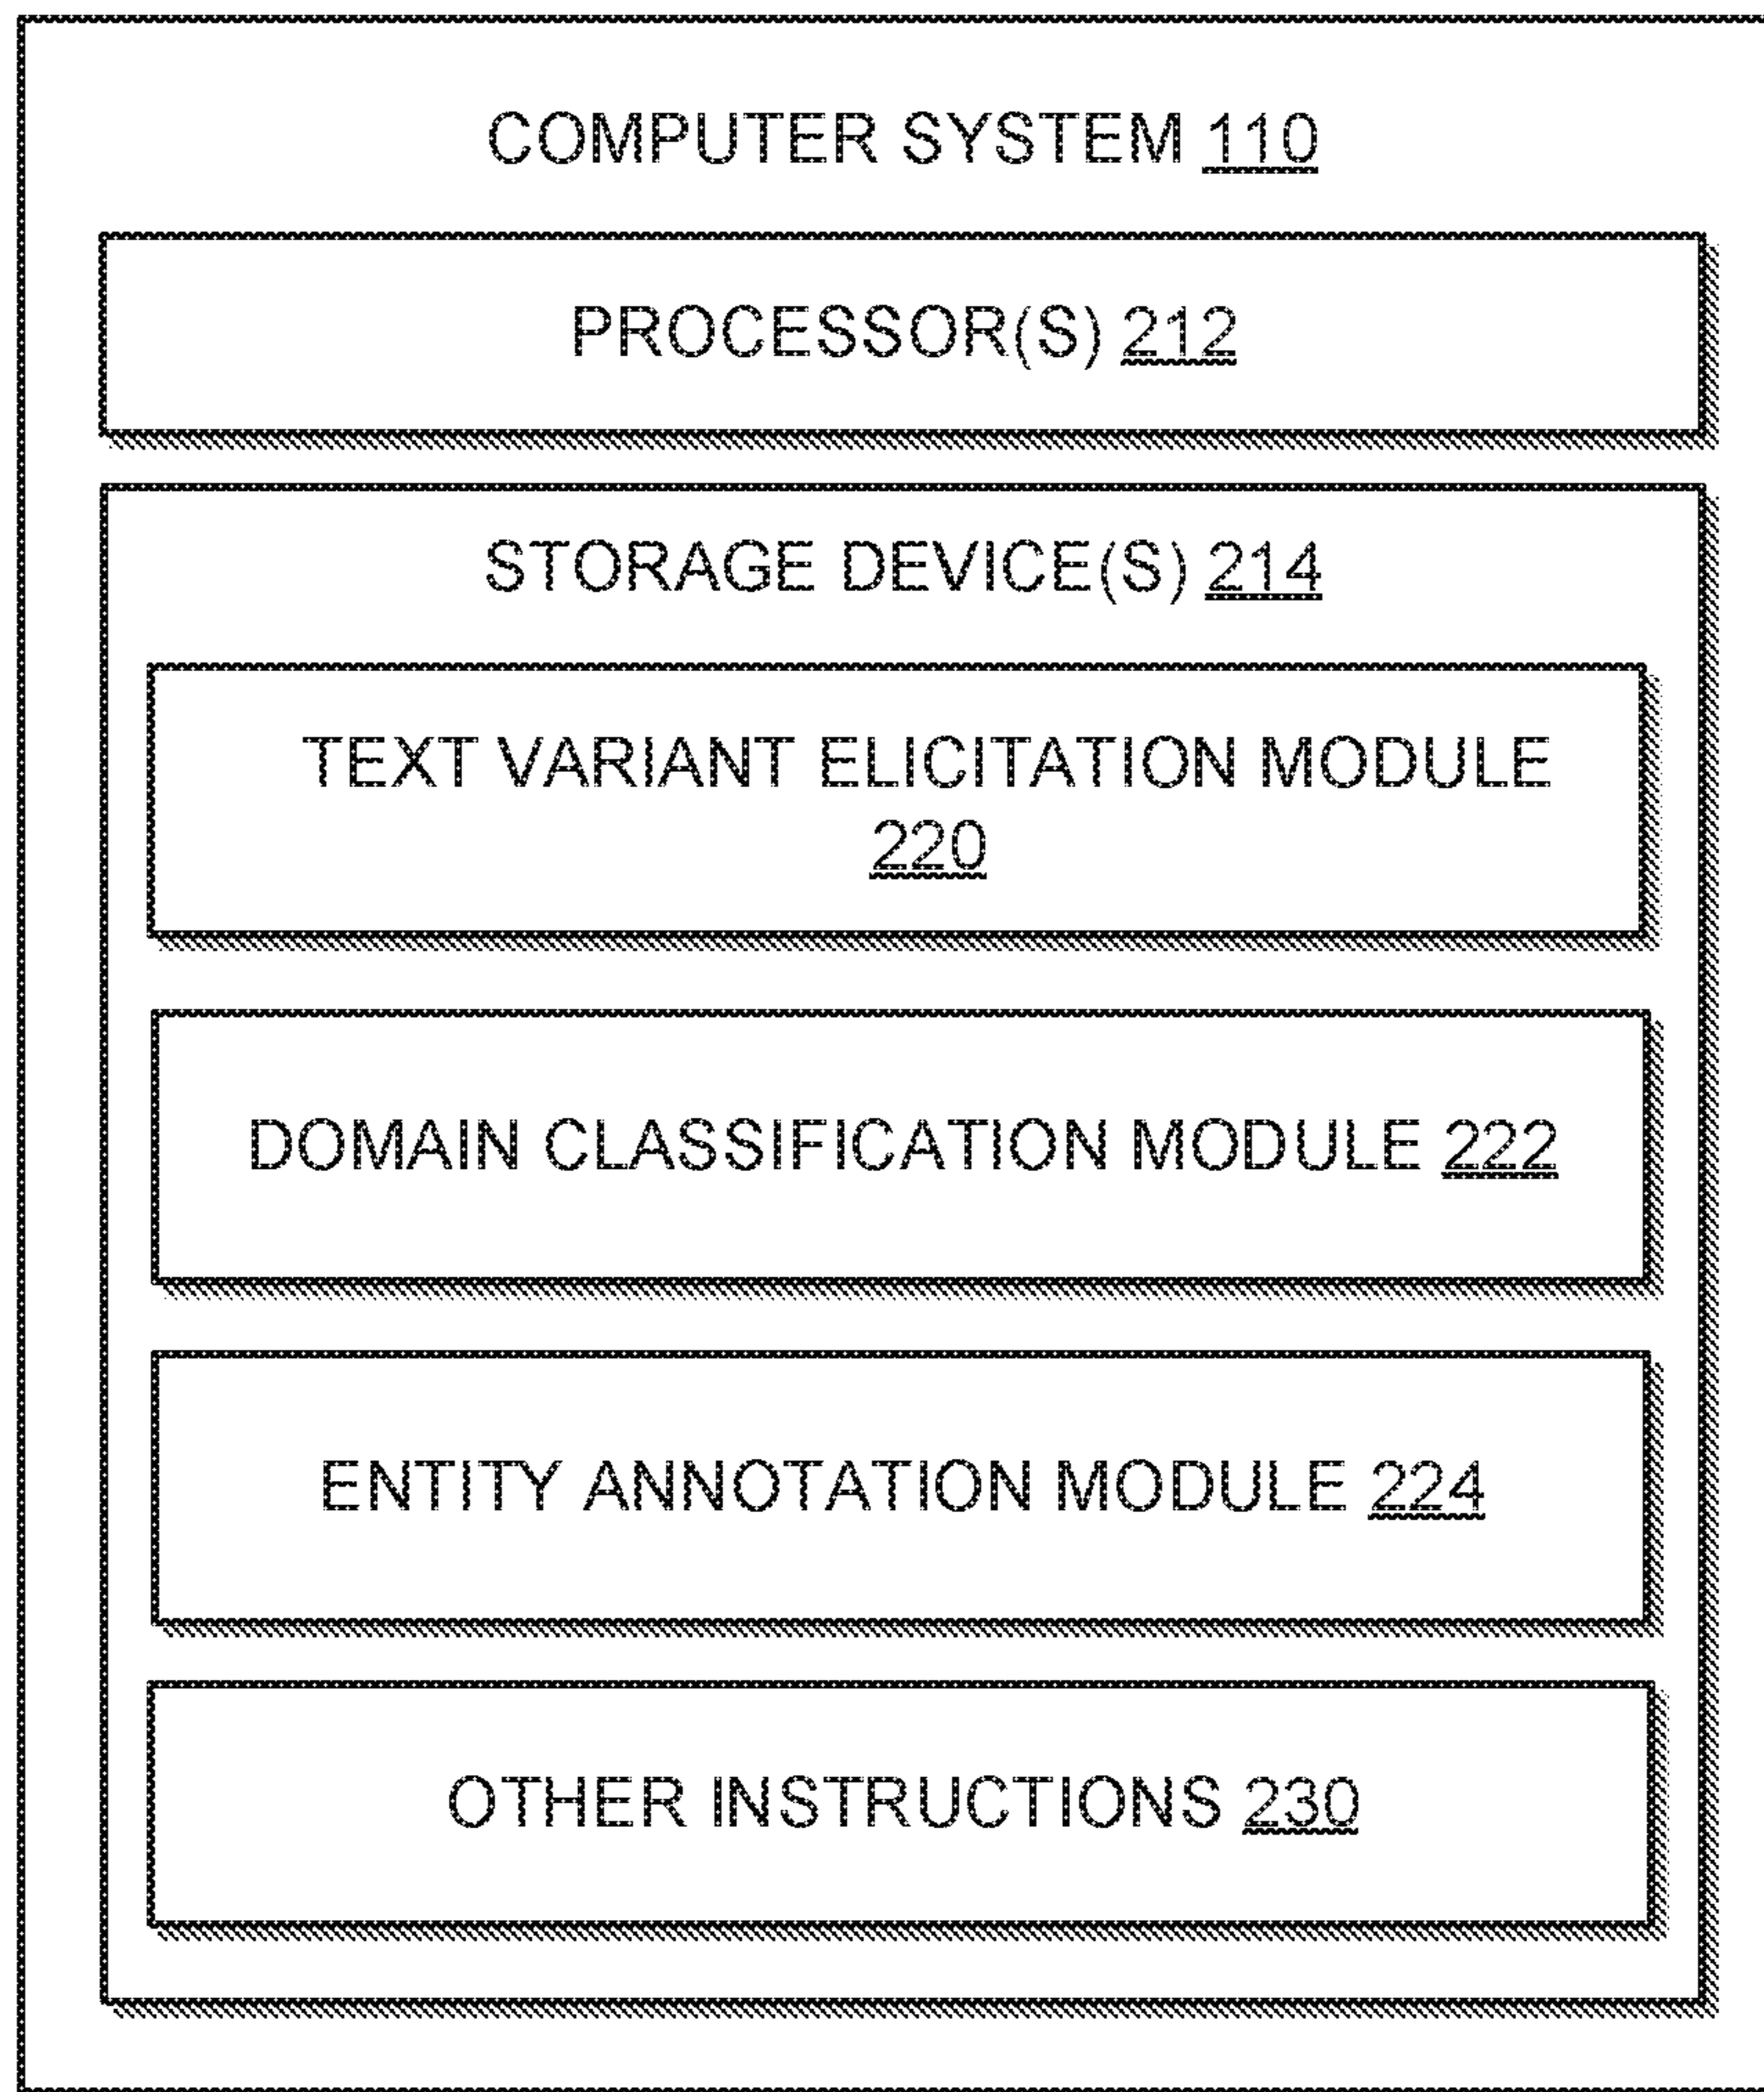 COMPUTER SYSTEM 110
PROCESSOR(S) 212
STORAGE DEVICE(S) 214
TEXT VARIANT ELICITATION MODULE
220
DOMAIN CLASSIFICATION MODULE 222
ENTITY ANNOTATION MODULE 224
OTHER INSTRUCTIONS 230